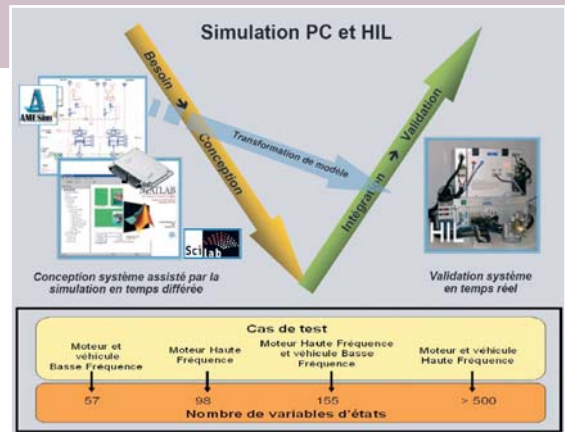 Simulation PC et HIL
Besoin → Conception
Transformation de modèle
Intégration → Validation
AMESim
MATLAB
Scilab
HIL
Conception système assisté par la
simulation en temps différée
Validation système
en temps réel
Cas de test
Moteur et
véhicule
Basse Fréquence
Moteur Haute
Fréquence
Moteur Haute Fréquence
et véhicule Basse
Fréquence
Moteur et véhicule
Haute Fréquence
57
98
155
> 500
Nombre de variables d'états